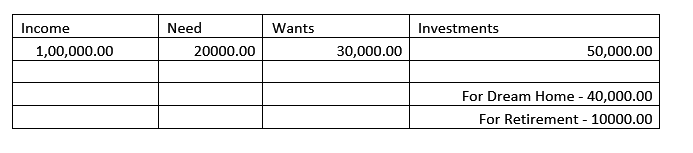 Income Need Wants Investments
1,00,000.00 20000.00 30,000.00 50,000.00
For Dream Home - 40,000.00
For Retirement - 10000.00